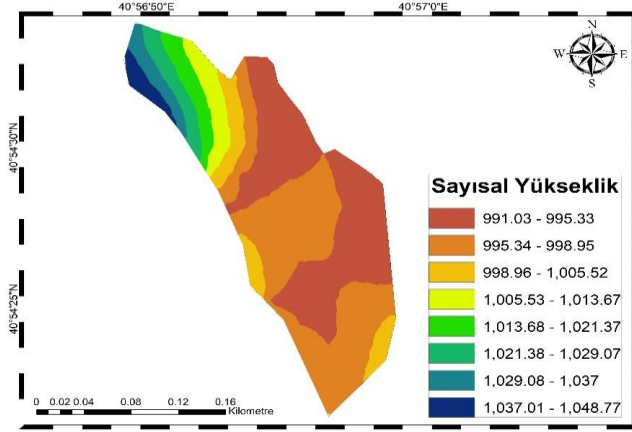 40°56'50"E
40°57'0"E
N
W
E
S
40°54'30"N
40°54'25"N
Sayısal Yükseklik
991.03 - 995.33
995.34 - 998.95
998.96 - 1,005.52
1,005.53 - 1,013.67
1,013.68 - 1,021.37
1,021.38 - 1,029.07
1,029.08 - 1,037
1,037.01 - 1,048.77
0 0.02 0.04 0.08 0.12 0.16
Kilometre